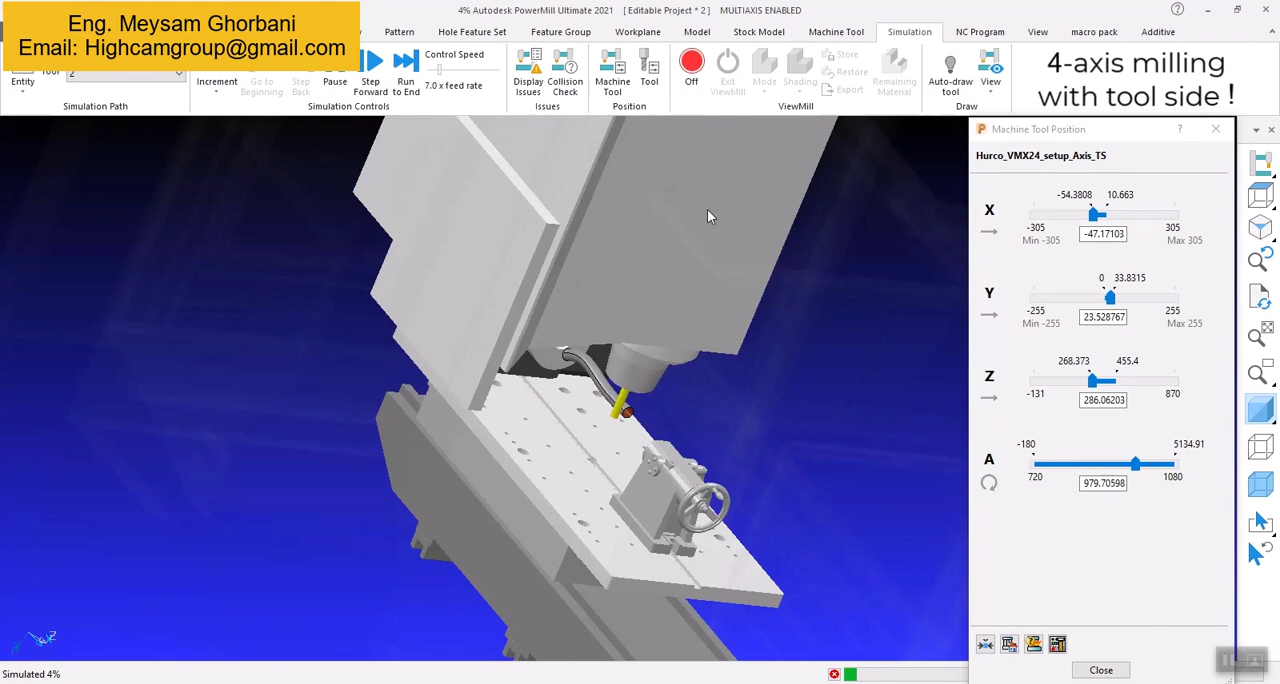 Eng. Meysam Ghorbani
Email: Highcamgroup@gmail.com
4-axis milling
with tool side !
4% Autodesk PowerMill Ultimate 2021 [ Editable Project * 2 ] MULTIAXIS ENABLED
Pattern Hole Feature Set Feature Group Workplane Model Stock Model Machine Tool Simulation NC Program View macro pack Additive
Entity
2
Simulation Path
Increment
Go to Beginning
Step Back
Pause
Step Forward
Run to End
Control Speed
7.0 x feed rate
Simulation Controls
Display Issues
Collision Check
Issues
Machine Tool
Tool
Position
Off
Exit ViewMill
Mode
Shading
Store
Restore
Export
Remaining Material
ViewMill
Auto-draw tool
View
Draw
Machine Tool Position
Hurco_VMX24_setup_Axis_TS
-54.3808 10.663
X
-305 305
Min -305 Max 305
-47.17103
0 33.8315
Y
-255 255
Min -255 Max 255
23.528767
268.373 455.4
Z
-131 870
286.06203
-180 5134.91
A
720 1080
979.70598
Close
Simulated 4%